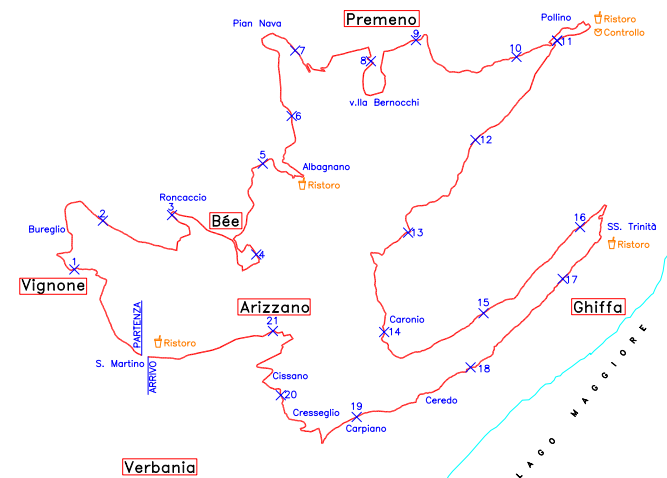 Premeno
Pollino
Ristoro
Controllo
Pian Nava
9
7
8
10
11
v.lla Bernocchi
6
12
5
Albagnano
Ristoro
Roncaccio
3
2
Bée
Bureglio
4
13
16
SS. Trinità
Ristoro
1
Vignone
17
Arizzano
Ghiffa
15
Caronio
14
21
PARTENZA
Ristoro
S. Martino
ARRIVO
18
Cissano
20
Cresseglio
19
Ceredo
Carpiano
LAGO MAGGIORE
Verbania